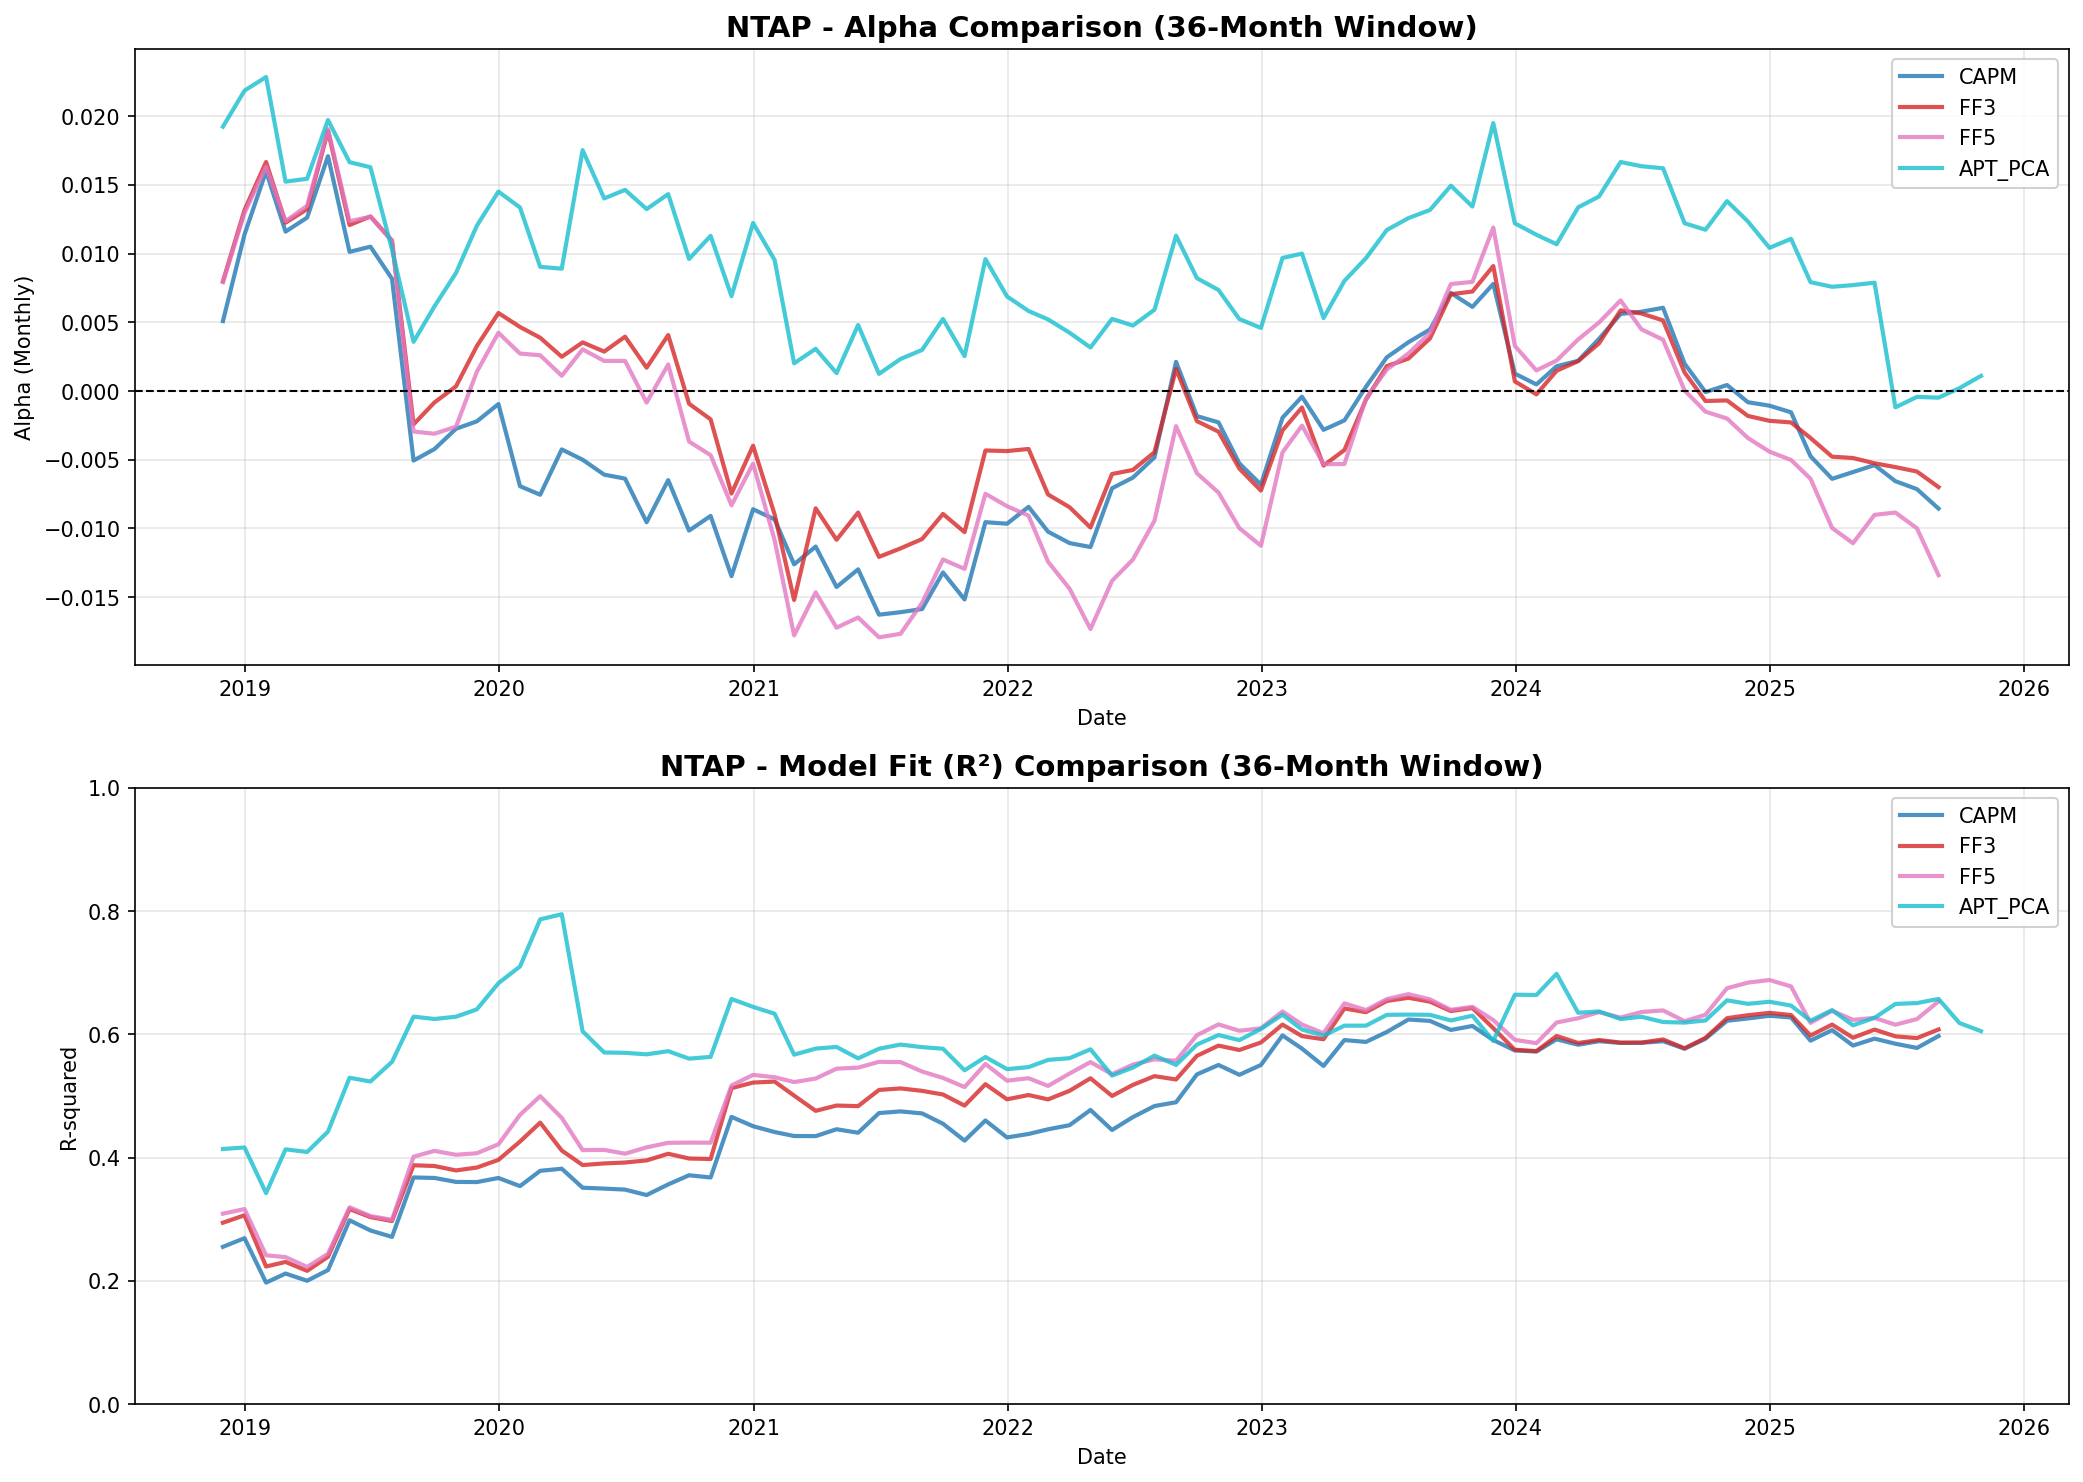 NTAP - Alpha Comparison (36-Month Window)
Alpha (Monthly)
0.020
0.015
0.010
0.005
0.000
−0.005
−0.010
−0.015
CAPM
FF3
FF5
APT_PCA
2019 2020 2021 2022 2023 2024 2025 2026
Date
NTAP - Model Fit (R²) Comparison (36-Month Window)
R-squared
1.0
0.8
0.6
0.4
0.2
0.0
CAPM
FF3
FF5
APT_PCA
2019 2020 2021 2022 2023 2024 2025 2026
Date